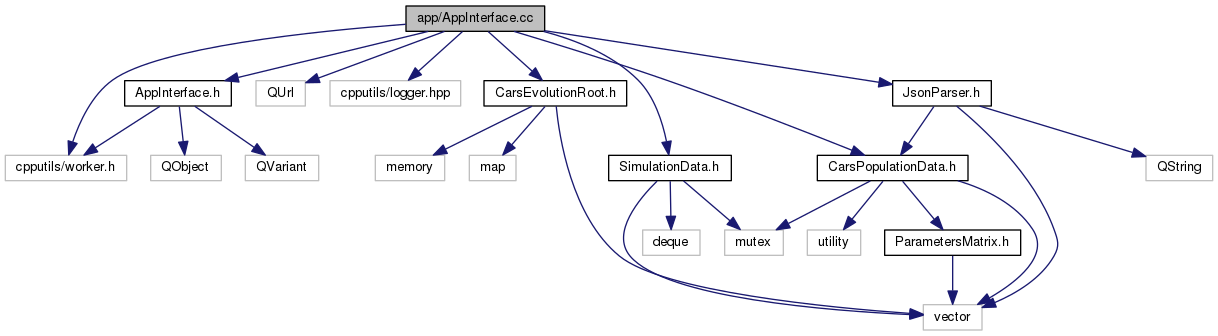 app/AppInterface.cc
AppInterface.h
QUrl
cpputils/logger.hpp
CarsEvolutionRoot.h
JsonParser.h
cpputils/worker.h
QObject
QVariant
memory
map
SimulationData.h
CarsPopulationData.h
QString
deque
mutex
utility
ParametersMatrix.h
vector